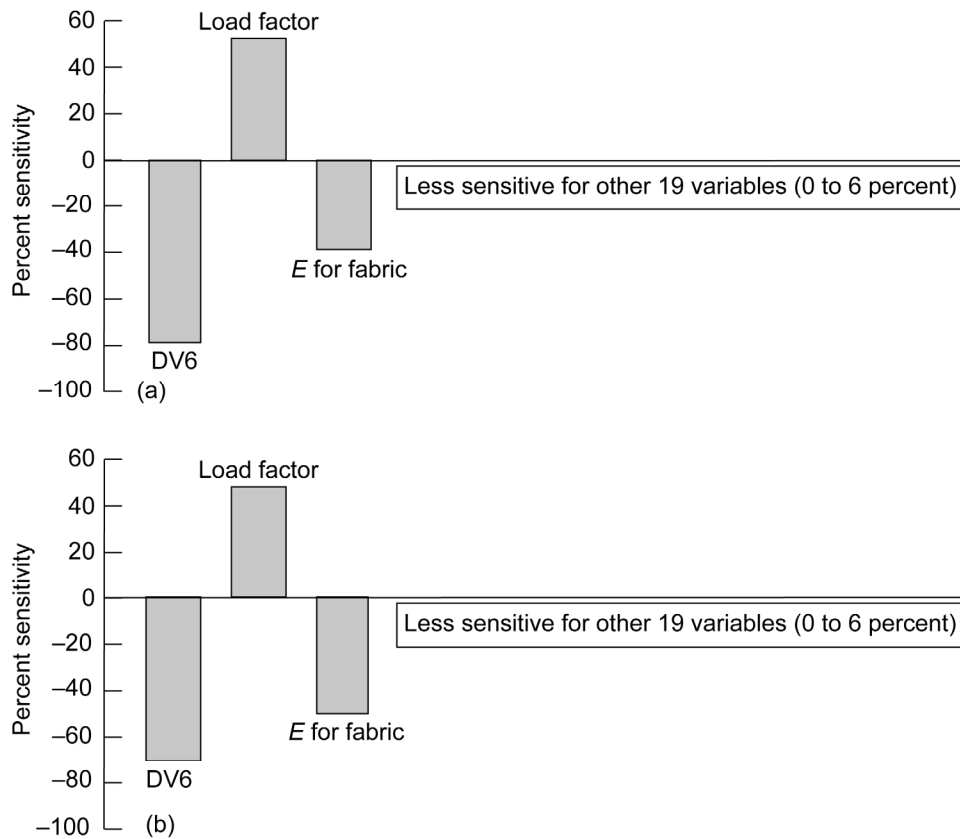 60
Load factor
40
20
0
Less sensitive for other 19 variables (0 to 6 percent)
–20
–40
E for fabric
–60
–80
DV6
–100
(a)
Percent sensitivity
60
Load factor
40
20
0
Less sensitive for other 19 variables (0 to 6 percent)
–20
–40
–60
E for fabric
–80
DV6
–100
(b)
Percent sensitivity